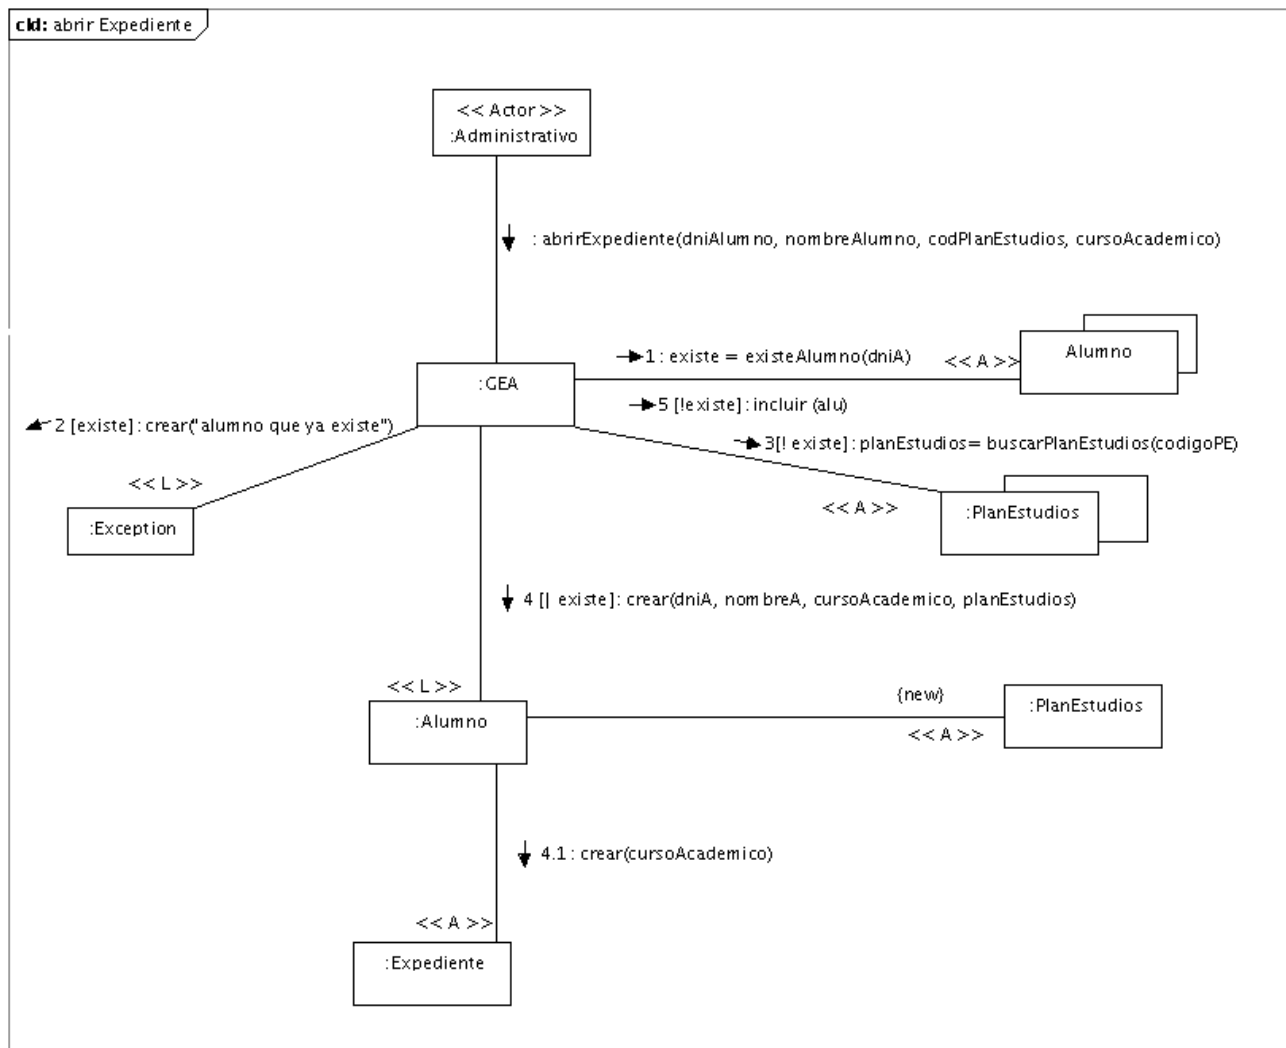 cld: abrir Expediente
<< Actor >>
:Administrativo
: abrirExpediente(dniAlumno, nombreAlumno, codPlanEstudios, cursoAcademico)
1 : existe = existeAlumno(dniA)
<< A >>
Alumno
:GEA
5 [!existe]: incluir (alu)
2 [existe]: crear("alumno que ya existe")
3[! existe]: planEstudios= buscarPlanEstudios(codigoPE)
<< L >>
<< A >>
:Exception
:PlanEstudios
4 [| existe]: crear(dniA, nombreA, cursoAcademico, planEstudios)
<< L >>
{new}
:PlanEstudios
:Alumno
<< A >>
4.1 : crear(cursoAcademico)
<< A >>
:Expediente